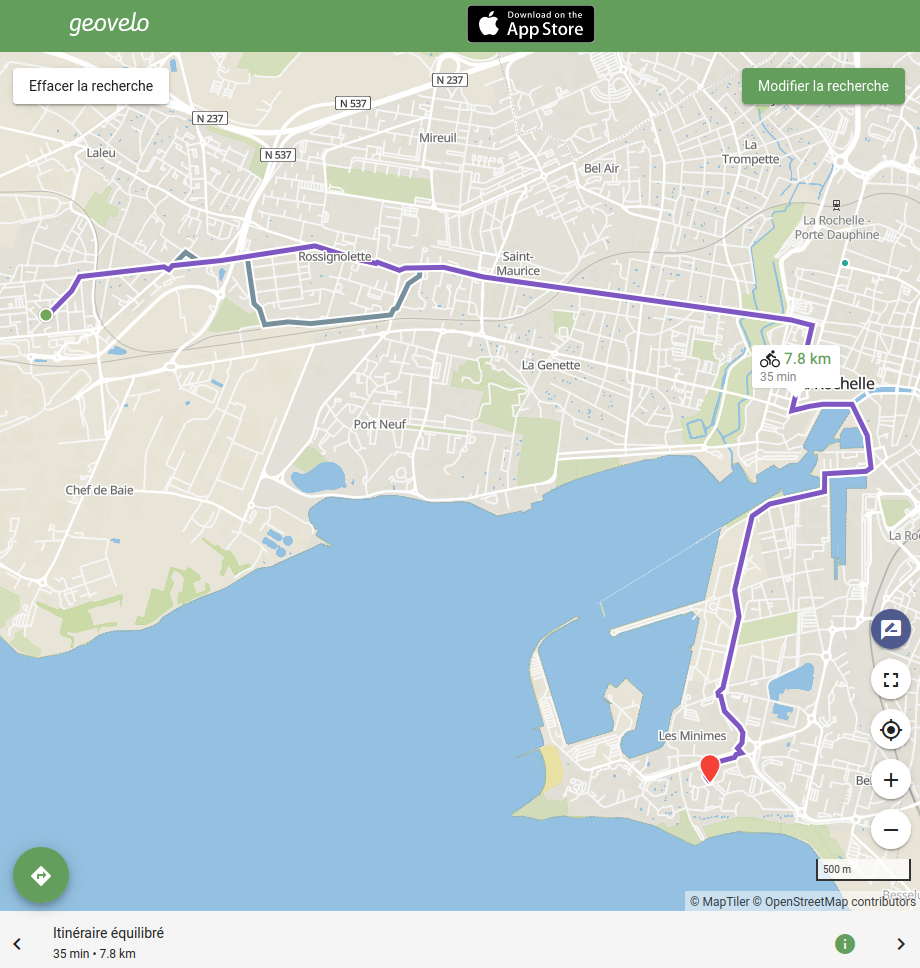 geovelo
Download on the
App Store
Effacer la recherche
Modifier la recherche
N 237
N 537
N 237
Mireuil
N 537
Laleu
La
Trompette
Bel Air
La Rochelle -
Porte Dauphine
Rossignolette
Saint-
Maurice
7.8 km
35 min
La Genette
Rochelle
Port Neuf
Chef de Baie
La Ro
Les Minimes
Be
500 m
Bessel
© MapTiler © OpenStreetMap contributors
Itinéraire équilibré
35 min • 7.8 km